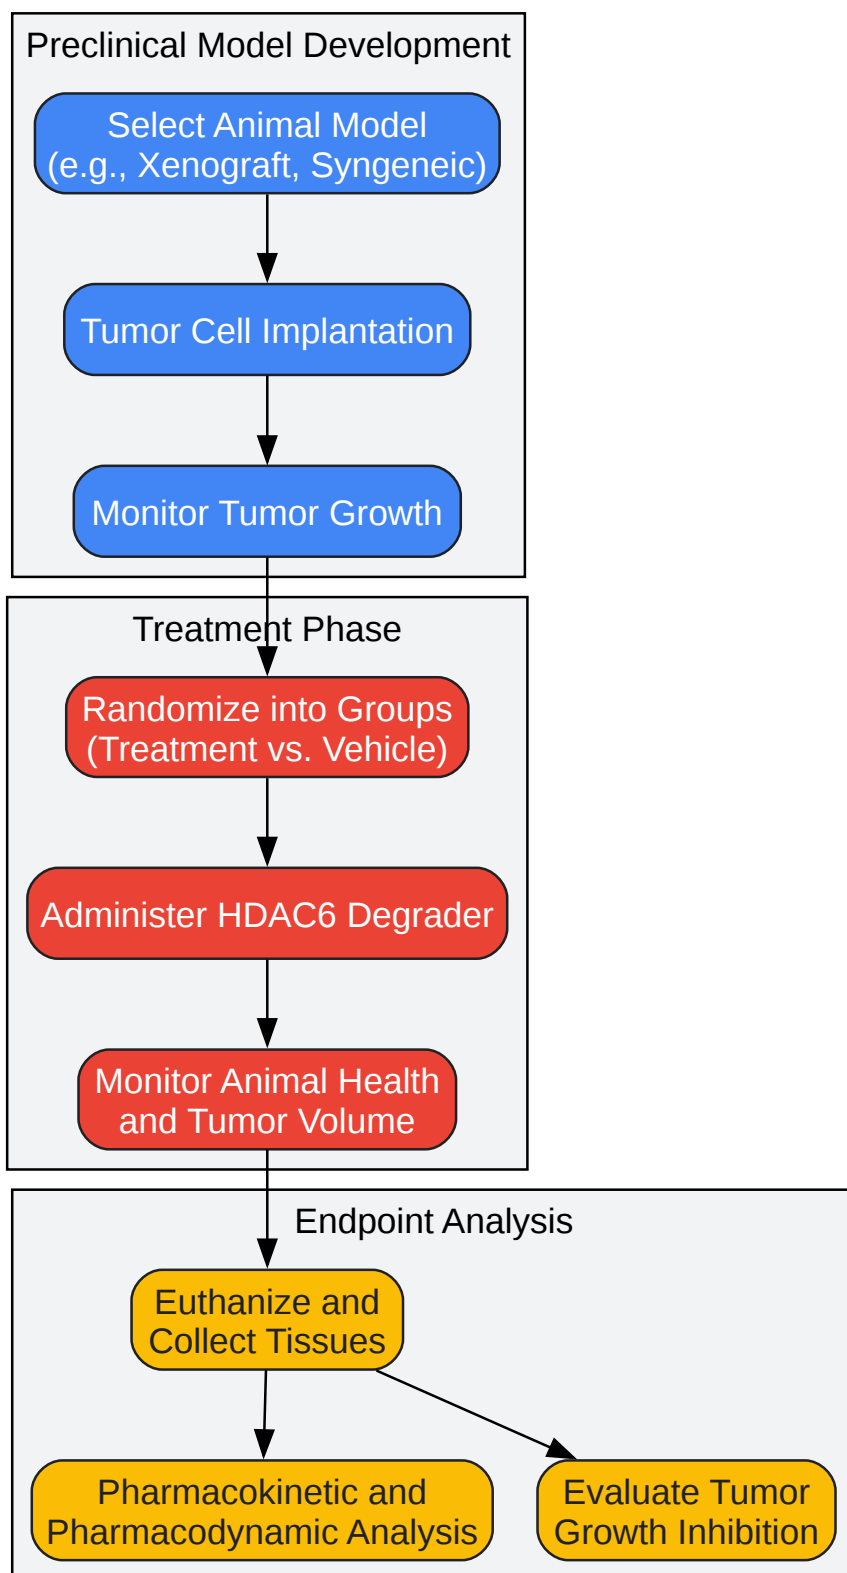 Preclinical Model Development
Select Animal Model
(e.g., Xenograft, Syngeneic)
Tumor Cell Implantation
Monitor Tumor Growth
Treatment Phase
Randomize into Groups
(Treatment vs. Vehicle)
Administer HDAC6 Degrader
Monitor Animal Health
and Tumor Volume
Endpoint Analysis
Euthanize and
Collect Tissues
Pharmacokinetic and
Pharmacodynamic Analysis
Evaluate Tumor
Growth Inhibition